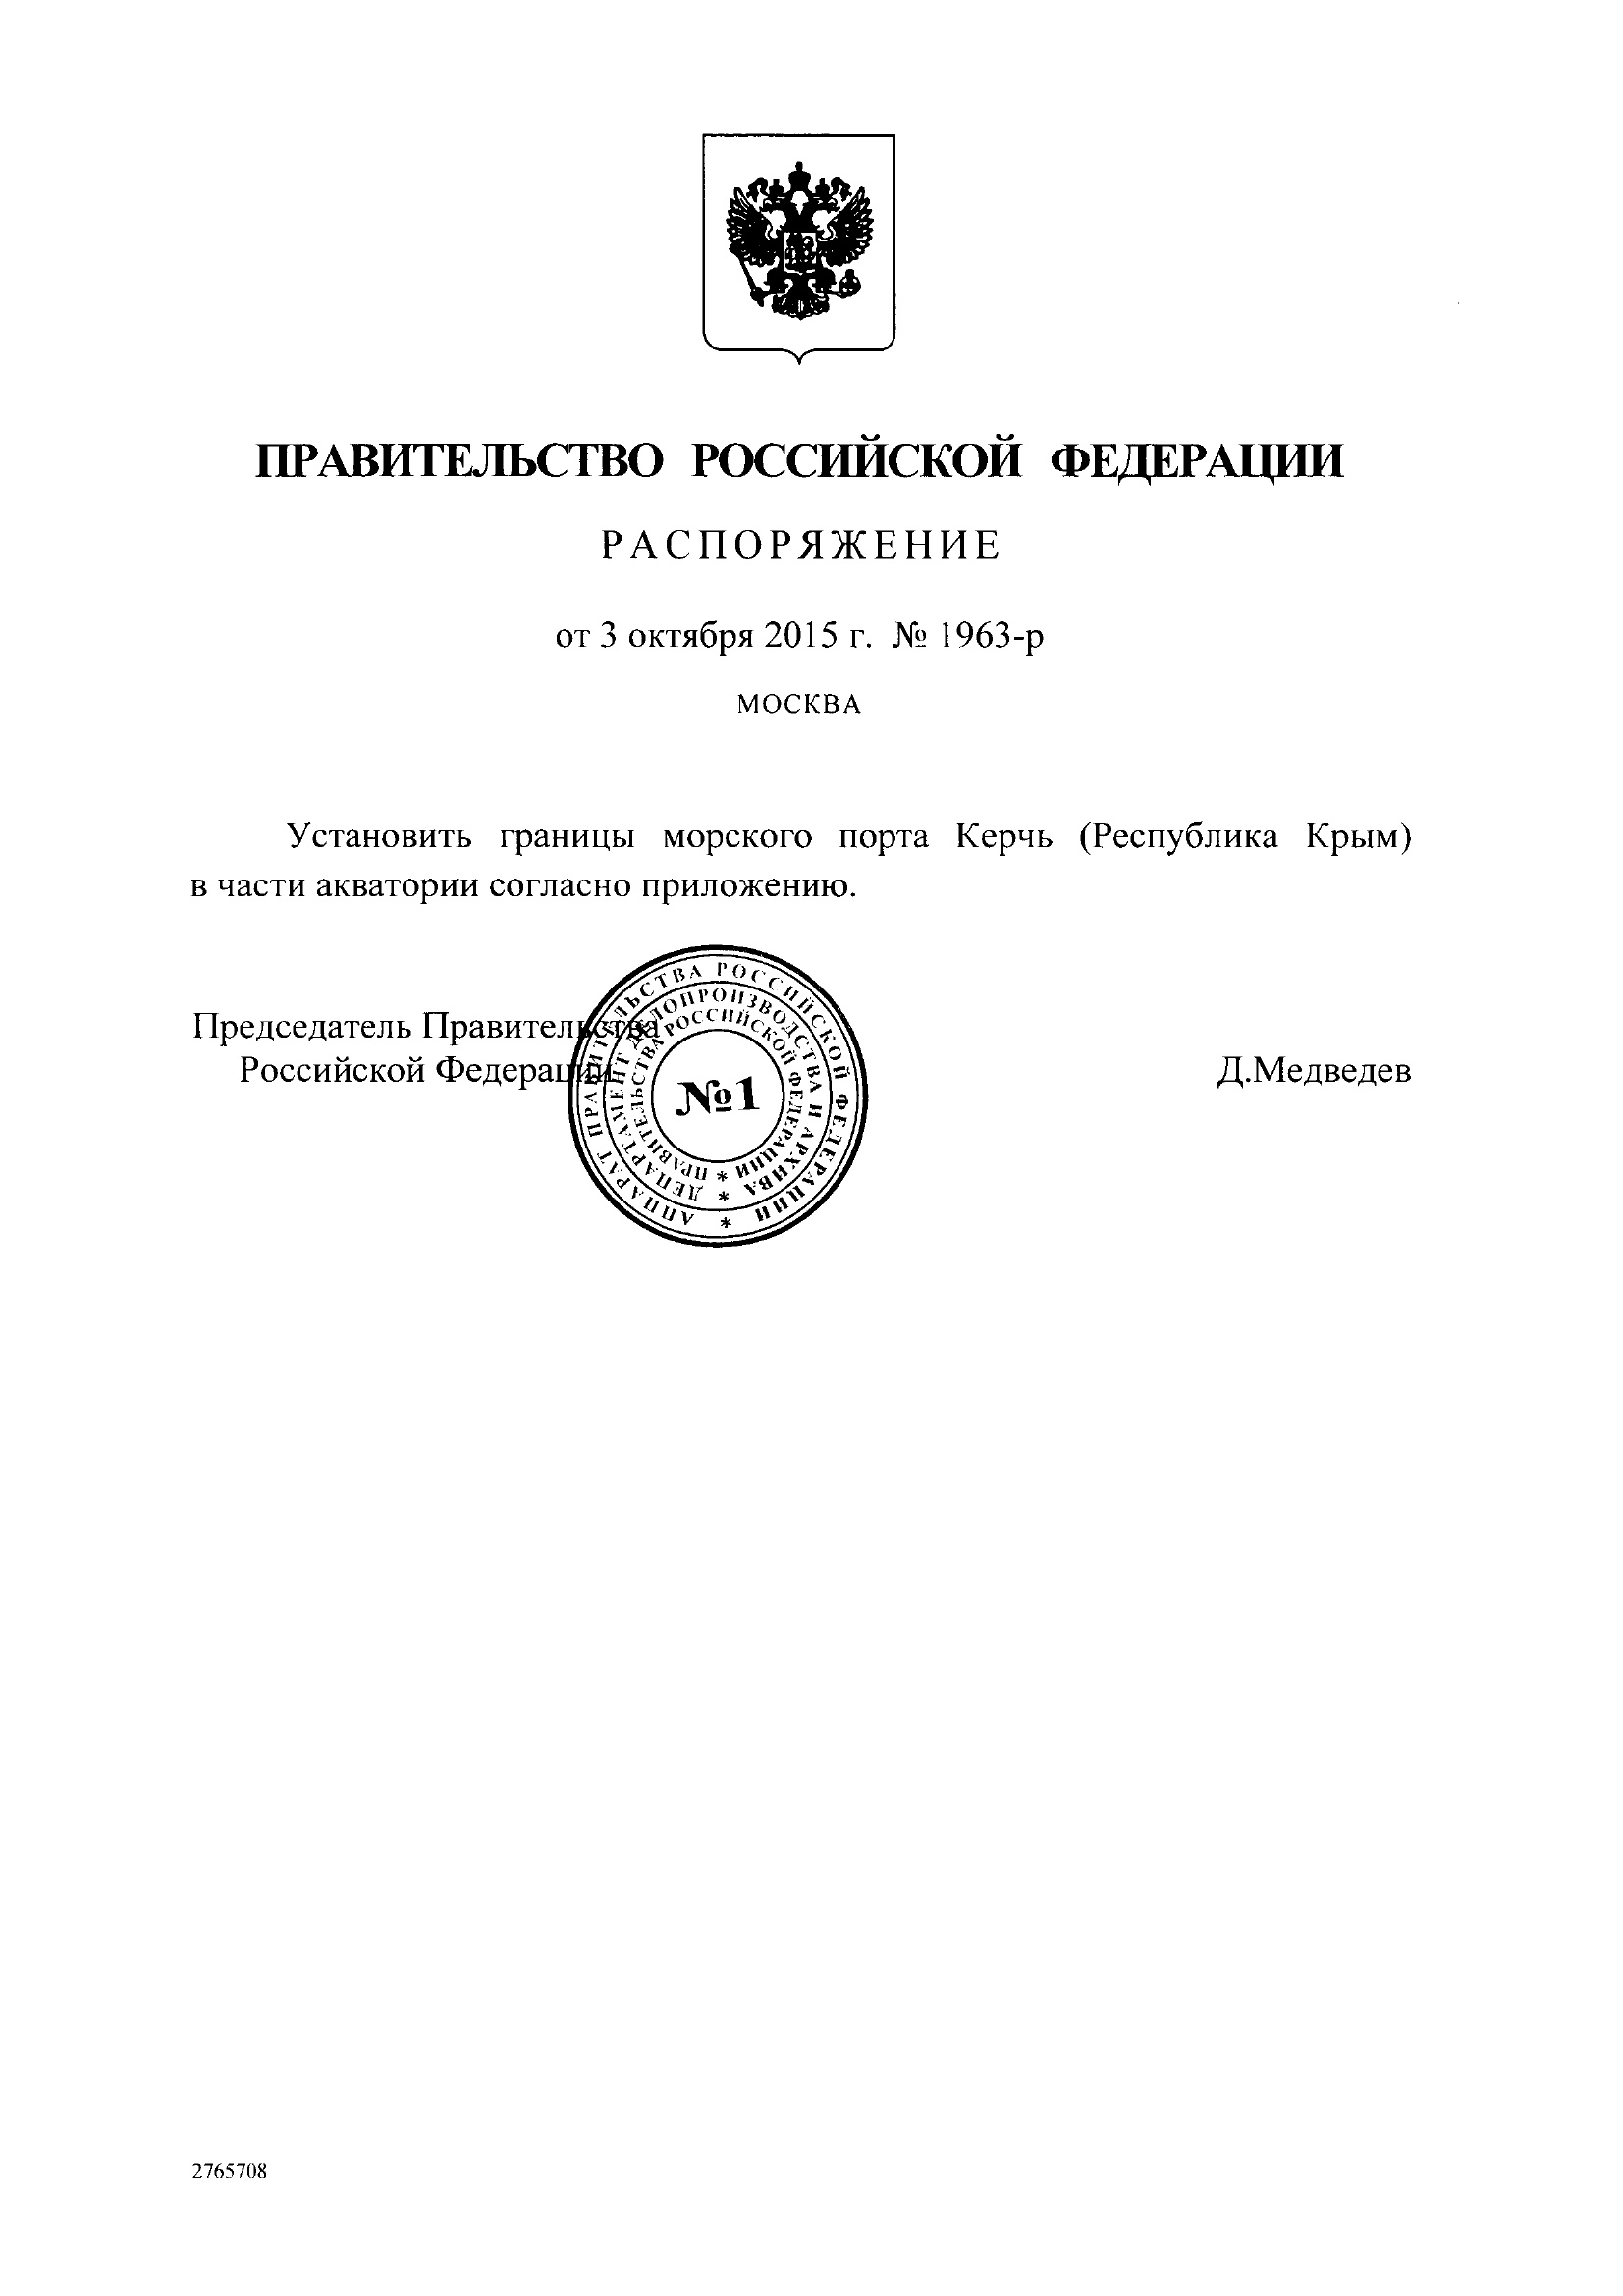 ПРАВИТЕЛЬСТВО РОССИЙСКОЙ ФЕДЕРАЦИИ
РАСПОРЯЖЕНИЕ
от 3 октября 2015 г. № 1963-р
МОСКВА
Установить границы морского порта Керчь (Республика Крым)
в части акватории согласно приложению.
Председатель Правительства
Российской Федерации
Д.Медведев
АППАРАТ ПРАВИТЕЛЬСТВА РОССИЙСКОЙ ФЕДЕРАЦИИ *
ДЕПАРТАМЕНТ ДЕЛОПРОИЗВОДСТВА И АРХИВА *
ПРАВИТЕЛЬСТВА РОССИЙСКОЙ ФЕДЕРАЦИИ *
№1
2765708